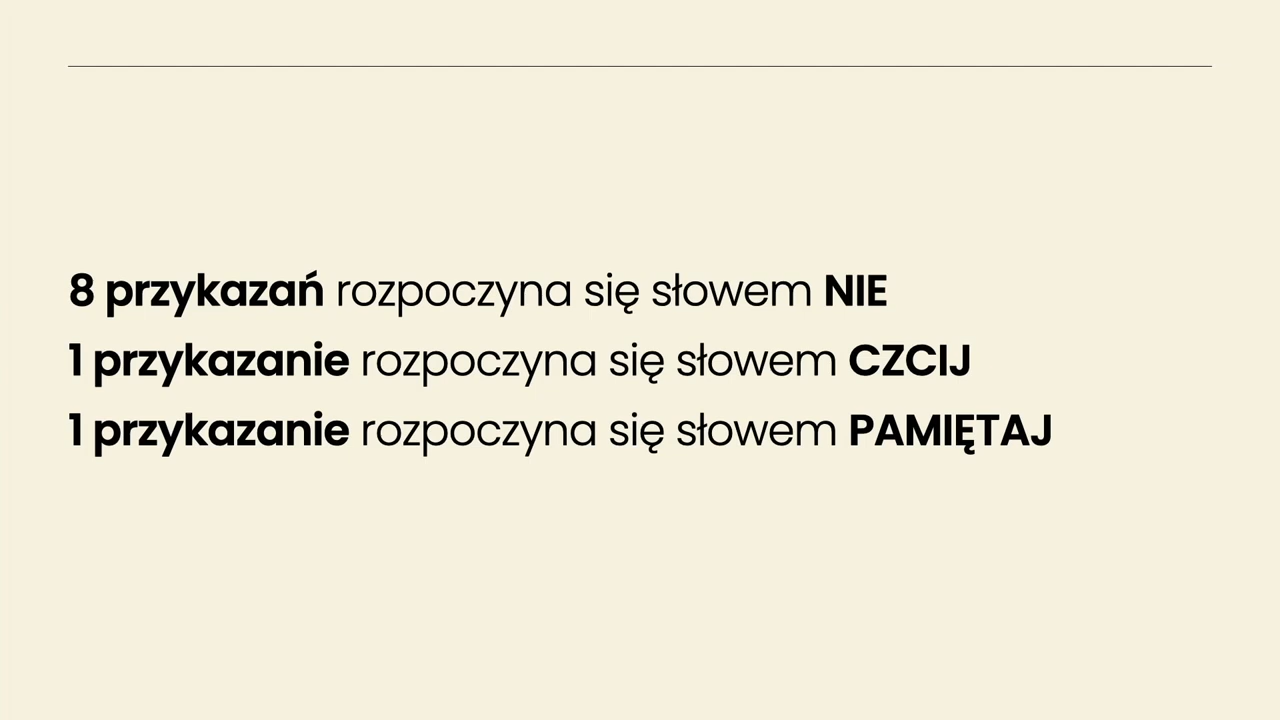 8 przykazań rozpoczyna się słowem NIE
1 przykazanie rozpoczyna się słowem CZCIJ
1 przykazanie rozpoczyna się słowem PAMIĘTAJ